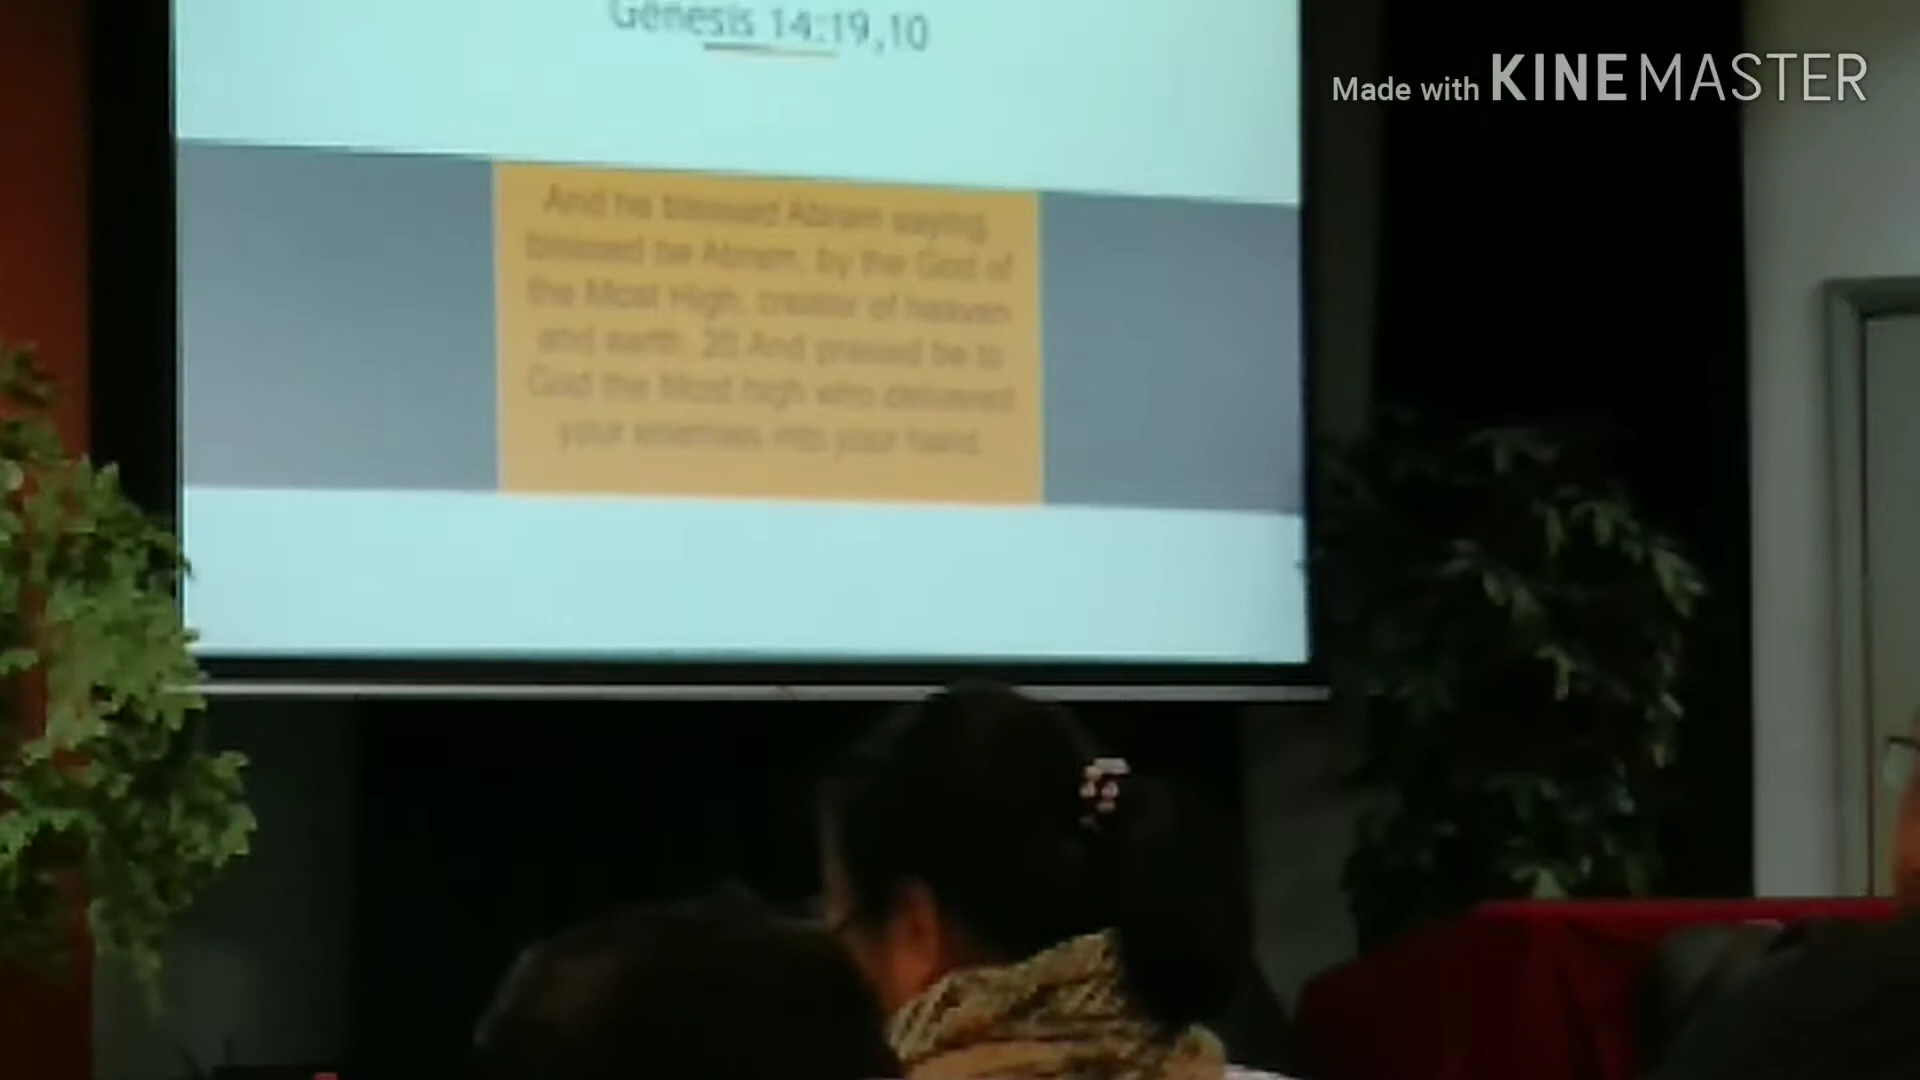 Genesis 14:19,10
Made with KINEMASTER
And he blessed Abram saying,
blessed be Abram, by the God of
the Most High, creator of heaven
and earth. 20 And praised be to
God the Most high who delivered
your enemies into your hand.